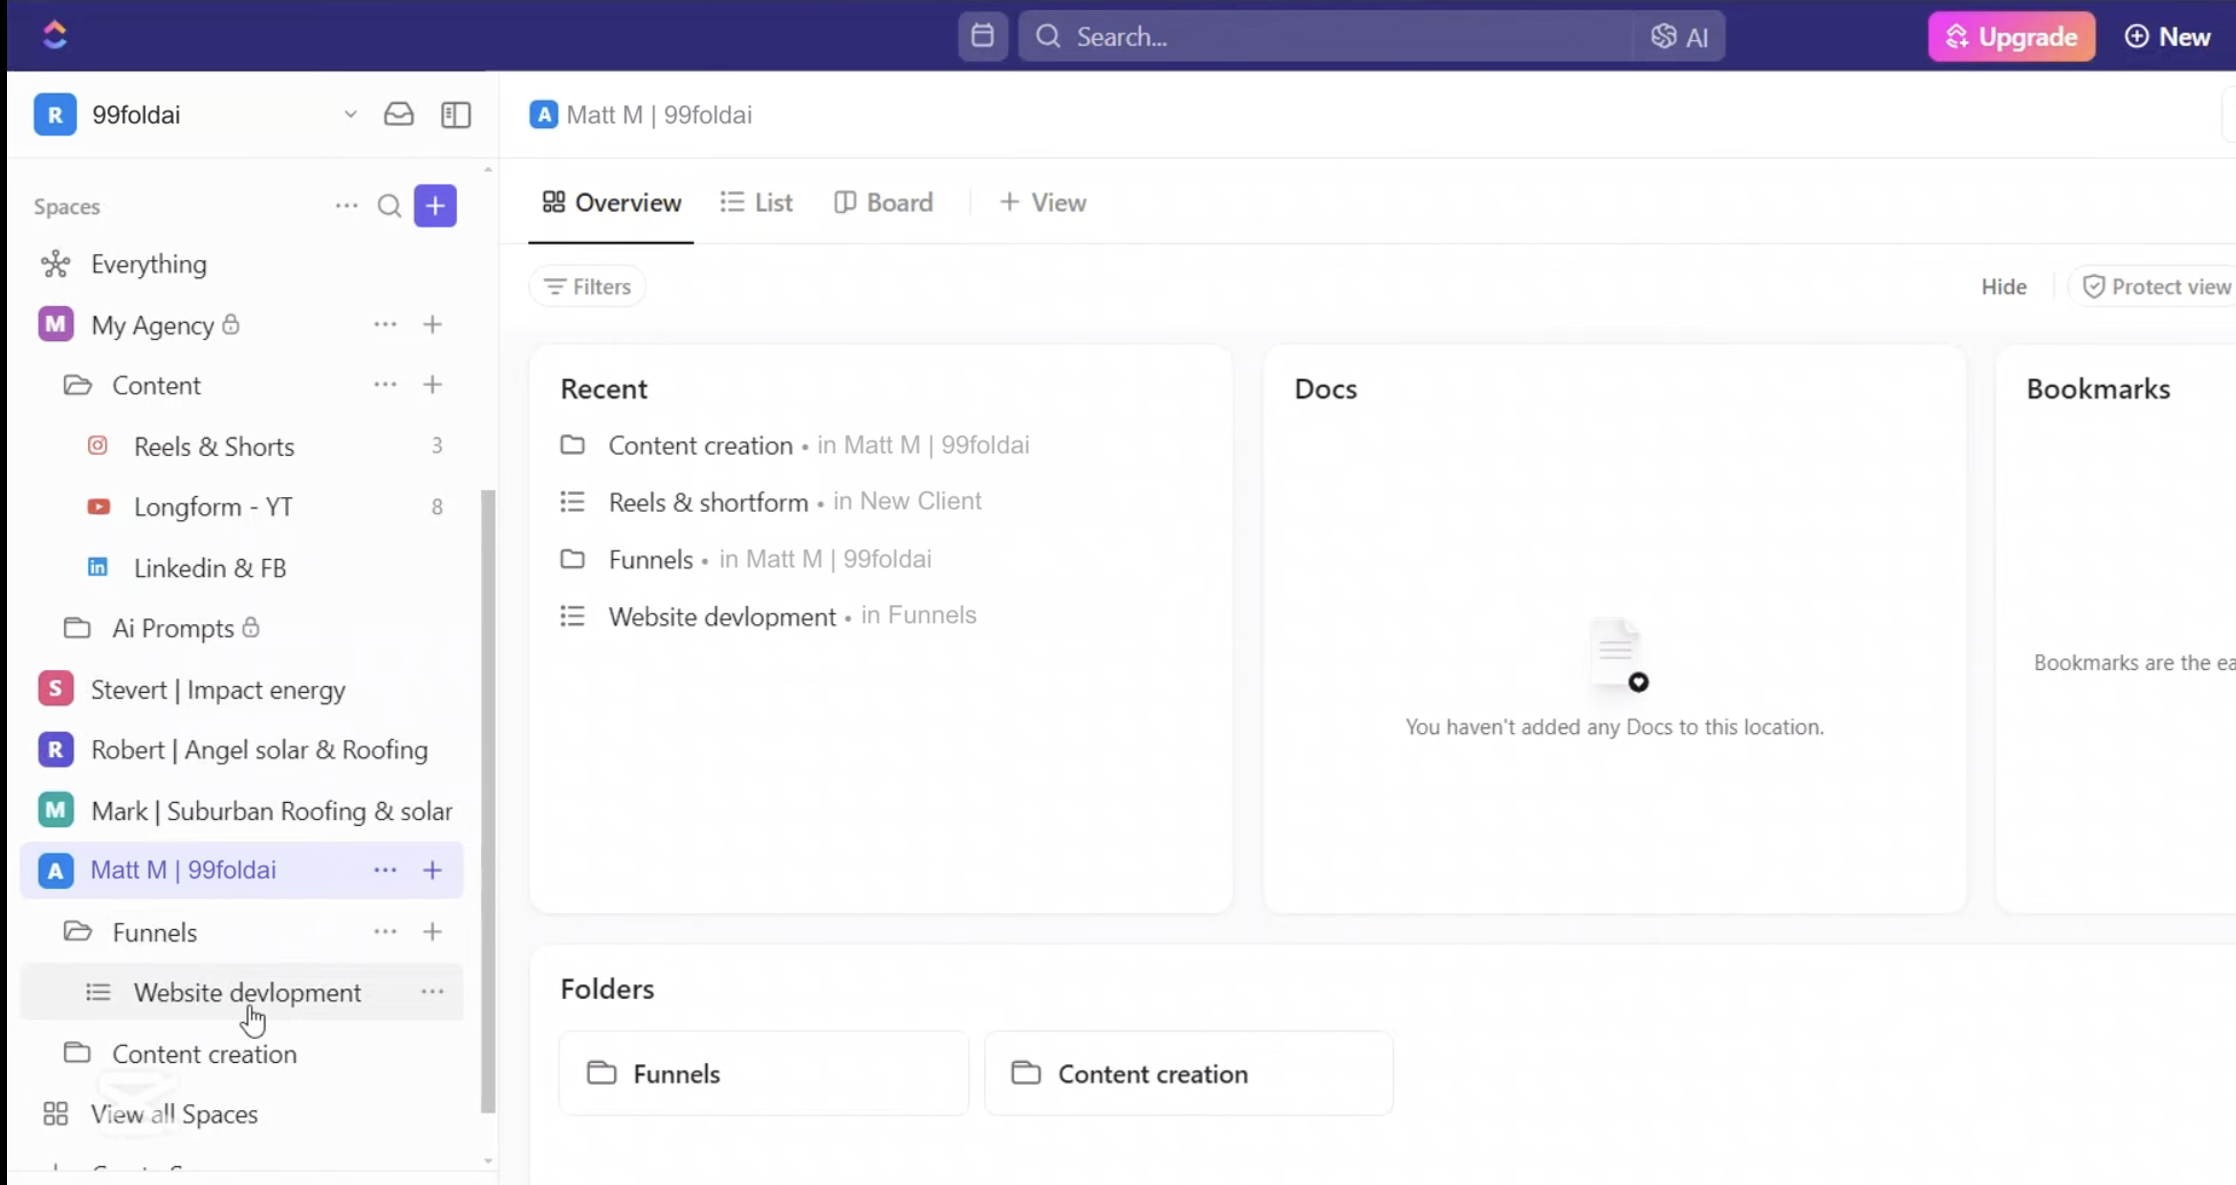 Search...
AI
Upgrade
New
R
99foldai
A Matt M | 99foldai
Spaces
Overview
List
Board
+ View
Everything
Filters
Hide
Protect view
M My Agency
Content
Reels & Shorts 3
Longform - YT 8
in Linkedin & FB
Ai Prompts
S Stevert | Impact energy
R Robert | Angel solar & Roofing
M Mark | Suburban Roofing & solar
A Matt M | 99foldai
Funnels
Website devlopment
Content creation
View all Spaces
Recent
Content creation • in Matt M | 99foldai
Reels & shortform • in New Client
Funnels • in Matt M | 99foldai
Website devlopment • in Funnels
Docs
You haven't added any Docs to this location.
Bookmarks
Bookmarks are the ea
Folders
Funnels
Content creation